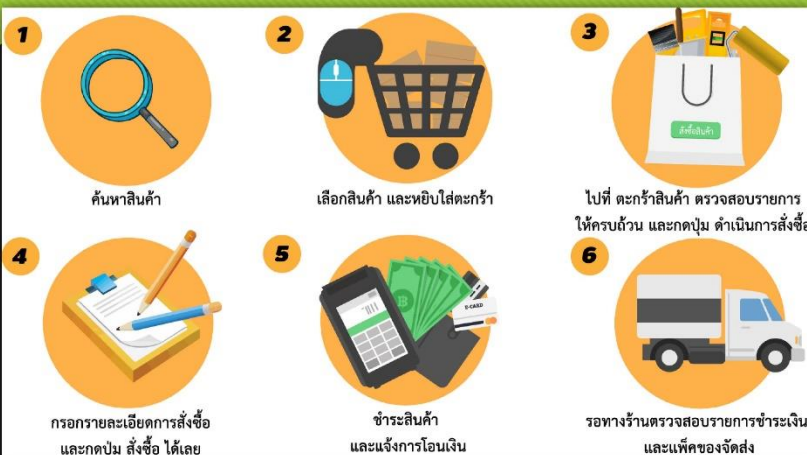 1
ค้นหาสินค้า
2
เลือกสินค้า และหยิบใส่ตะกร้า
3
สั่งซื้อสินค้า
ไปที่ ตะกร้าสินค้า ตรวจสอบรายการ
ให้ครบถ้วน และกดปุ่ม ดำเนินการสั่งซื้อ
4
กรอกรายละเอียดการสั่งซื้อ
และกดปุ่ม สั่งซื้อ ได้เลย
5
E-CARD
ชำระสินค้า
และแจ้งการโอนเงิน
6
รอทางร้านตรวจสอบรายการชำระเงิน
และแพ็คของจัดส่ง